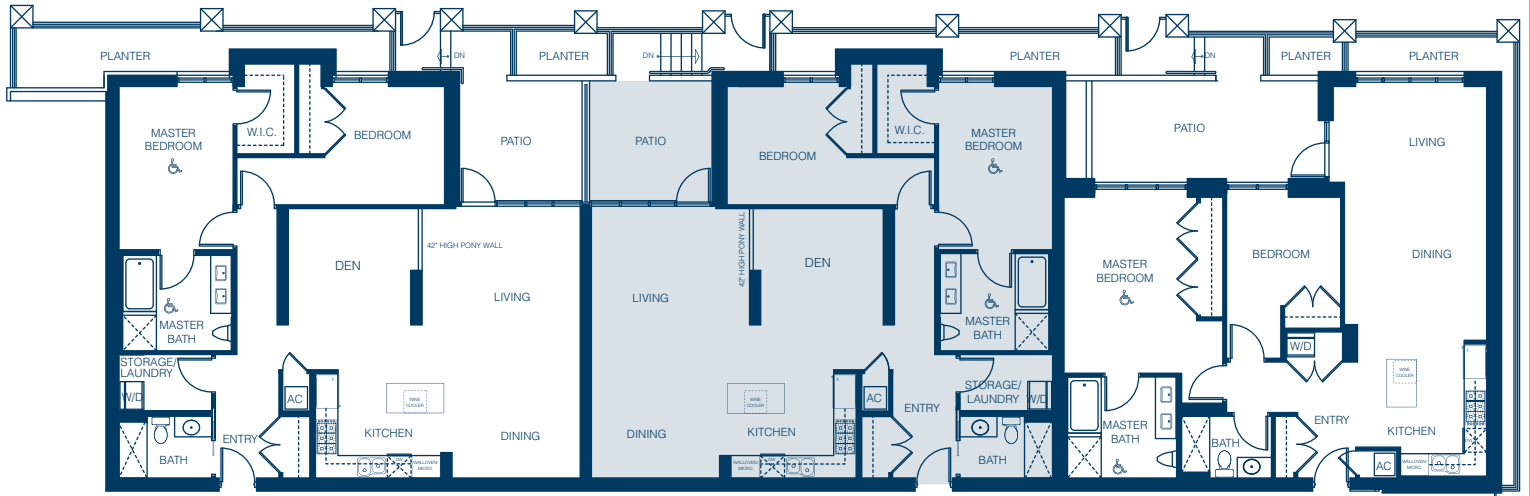 PLANTER
DN
PLANTER
DN
PLANTER
DN
PLANTER
PLANTER
MASTER
BEDROOM
W.I.C.
BEDROOM
PATIO
42" HIGH PONY WALL
DEN
LIVING
MASTER
BATH
STORAGE/
LAUNDRY
W/D
AC
WINE
COOLER
ENTRY
KITCHEN
DINING
BATH
DW
WALLOVEN/
MICRO.
PATIO
BEDROOM
W.I.C.
MASTER
BEDROOM
42" HIGH PONY WALL
DEN
LIVING
MASTER
BATH
STORAGE/
LAUNDRY
W/D
AC
WINE
COOLER
ENTRY
DINING
KITCHEN
BATH
WALLOVEN/
MICRO.
DW
PATIO
LIVING
MASTER
BEDROOM
BEDROOM
DINING
W/D
WINE
COOLER
ENTRY
KITCHEN
MASTER
BATH
BATH
AC
WALLOVEN/
MICRO.
DW